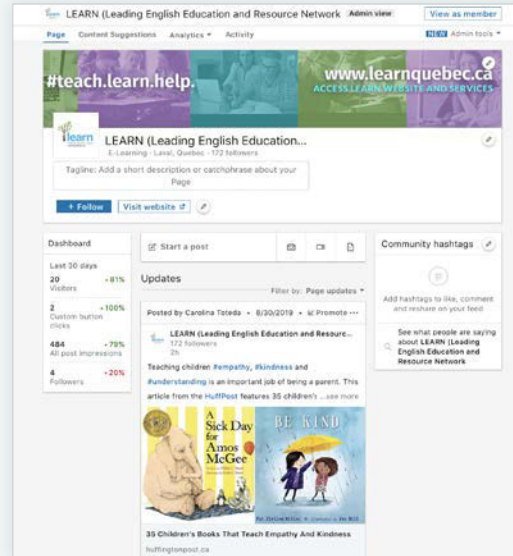 LEARN (Leading English Education and Resource Network Admin view
View as member
Page Content Suggestions Analytics Activity
NEW Admin tools
#teach.learn.help.
www.learnquebec.ca
ACCESS LEARN WEBSITE AND SERVICES
learn
LEARN (Leading English Education...
E-Learning · Laval, Quebec · 172 followers
Tagline: Add a short description or catchphrase about your
Page
+ Follow
Visit website
Dashboard
Last 30 days
20 +81%
Visitors
2 +100%
Custom button
clicks
484 +79%
All post impressions
4 -20%
Followers
Start a post
Updates
Filter by: Page updates
Posted by Carolina Toteda • 8/30/2019 • Promote ...
LEARN (Leading English Education and Resourc...
172 followers
2h
Teaching children #empathy, #kindness and
#understanding is an important job of being a parent. This
article from the HuffPost features 35 children's ...see more
A
Sick Day
for
Amos
McGee
BE KIND
Pat Zietlow Miller
Jen Hill
35 Children's Books That Teach Empathy And Kindness
huffingtonpost.ca
Community hashtags
Add hashtags to like, comment
and reshare on your feed
See what people are saying
about LEARN (Leading
English Education and
Resource Network